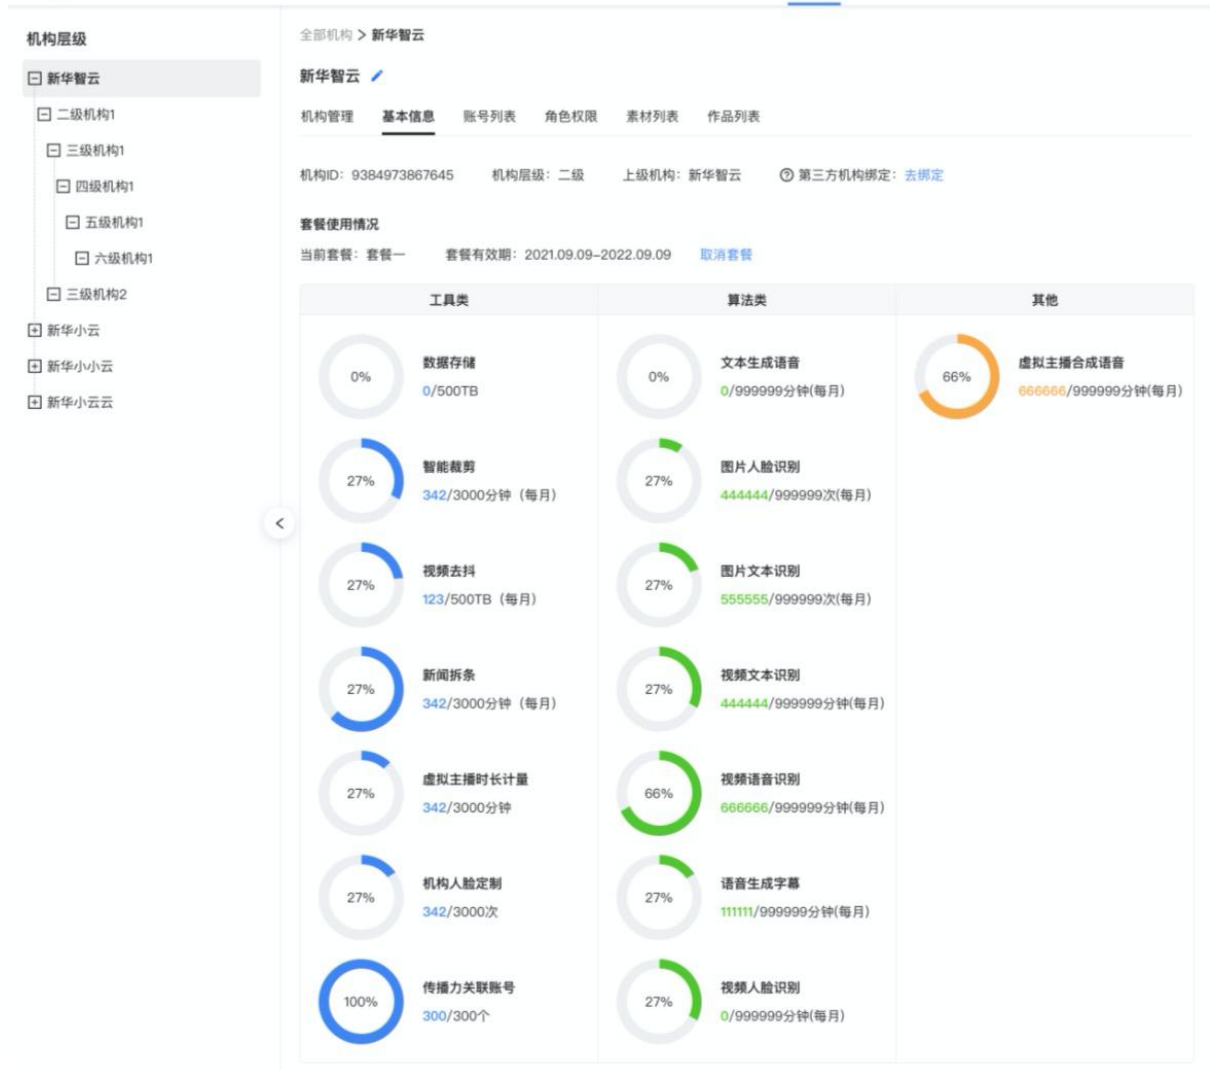 机构层级
新华智云
二级机构1
三级机构1
四级机构1
五级机构1
六级机构1
三级机构2
新华小云
新华小小云
新华小云云
全部机构 > 新华智云
新华智云
机构管理 基本信息 账号列表 角色权限 素材列表 作品列表
机构ID: 9384973867645 机构层级: 二级 上级机构: 新华智云 第三方机构绑定: 去绑定
套餐使用情况
当前套餐: 套餐一 套餐有效期: 2021.09.09-2022.09.09 取消套餐
工具类
0%
数据存储
0/500TB
27%
智能裁剪
342/3000分钟 (每月)
27%
视频去抖
123/500TB (每月)
27%
新闻拆条
342/3000分钟 (每月)
27%
虚拟主播时长计量
342/3000分钟
27%
机构人脸定制
342/3000次
100%
传播力关联账号
300/300个
算法类
0%
文本生成语音
0/999999分钟(每月)
27%
图片人脸识别
444444/999999次(每月)
27%
图片文本识别
555555/999999次(每月)
27%
视频文本识别
444444/999999分钟(每月)
66%
视频语音识别
666666/999999分钟(每月)
27%
语音生成字幕
111111/999999分钟(每月)
27%
视频人脸识别
0/999999分钟(每月)
其他
66%
虚拟主播合成语音
666666/999999分钟(每月)